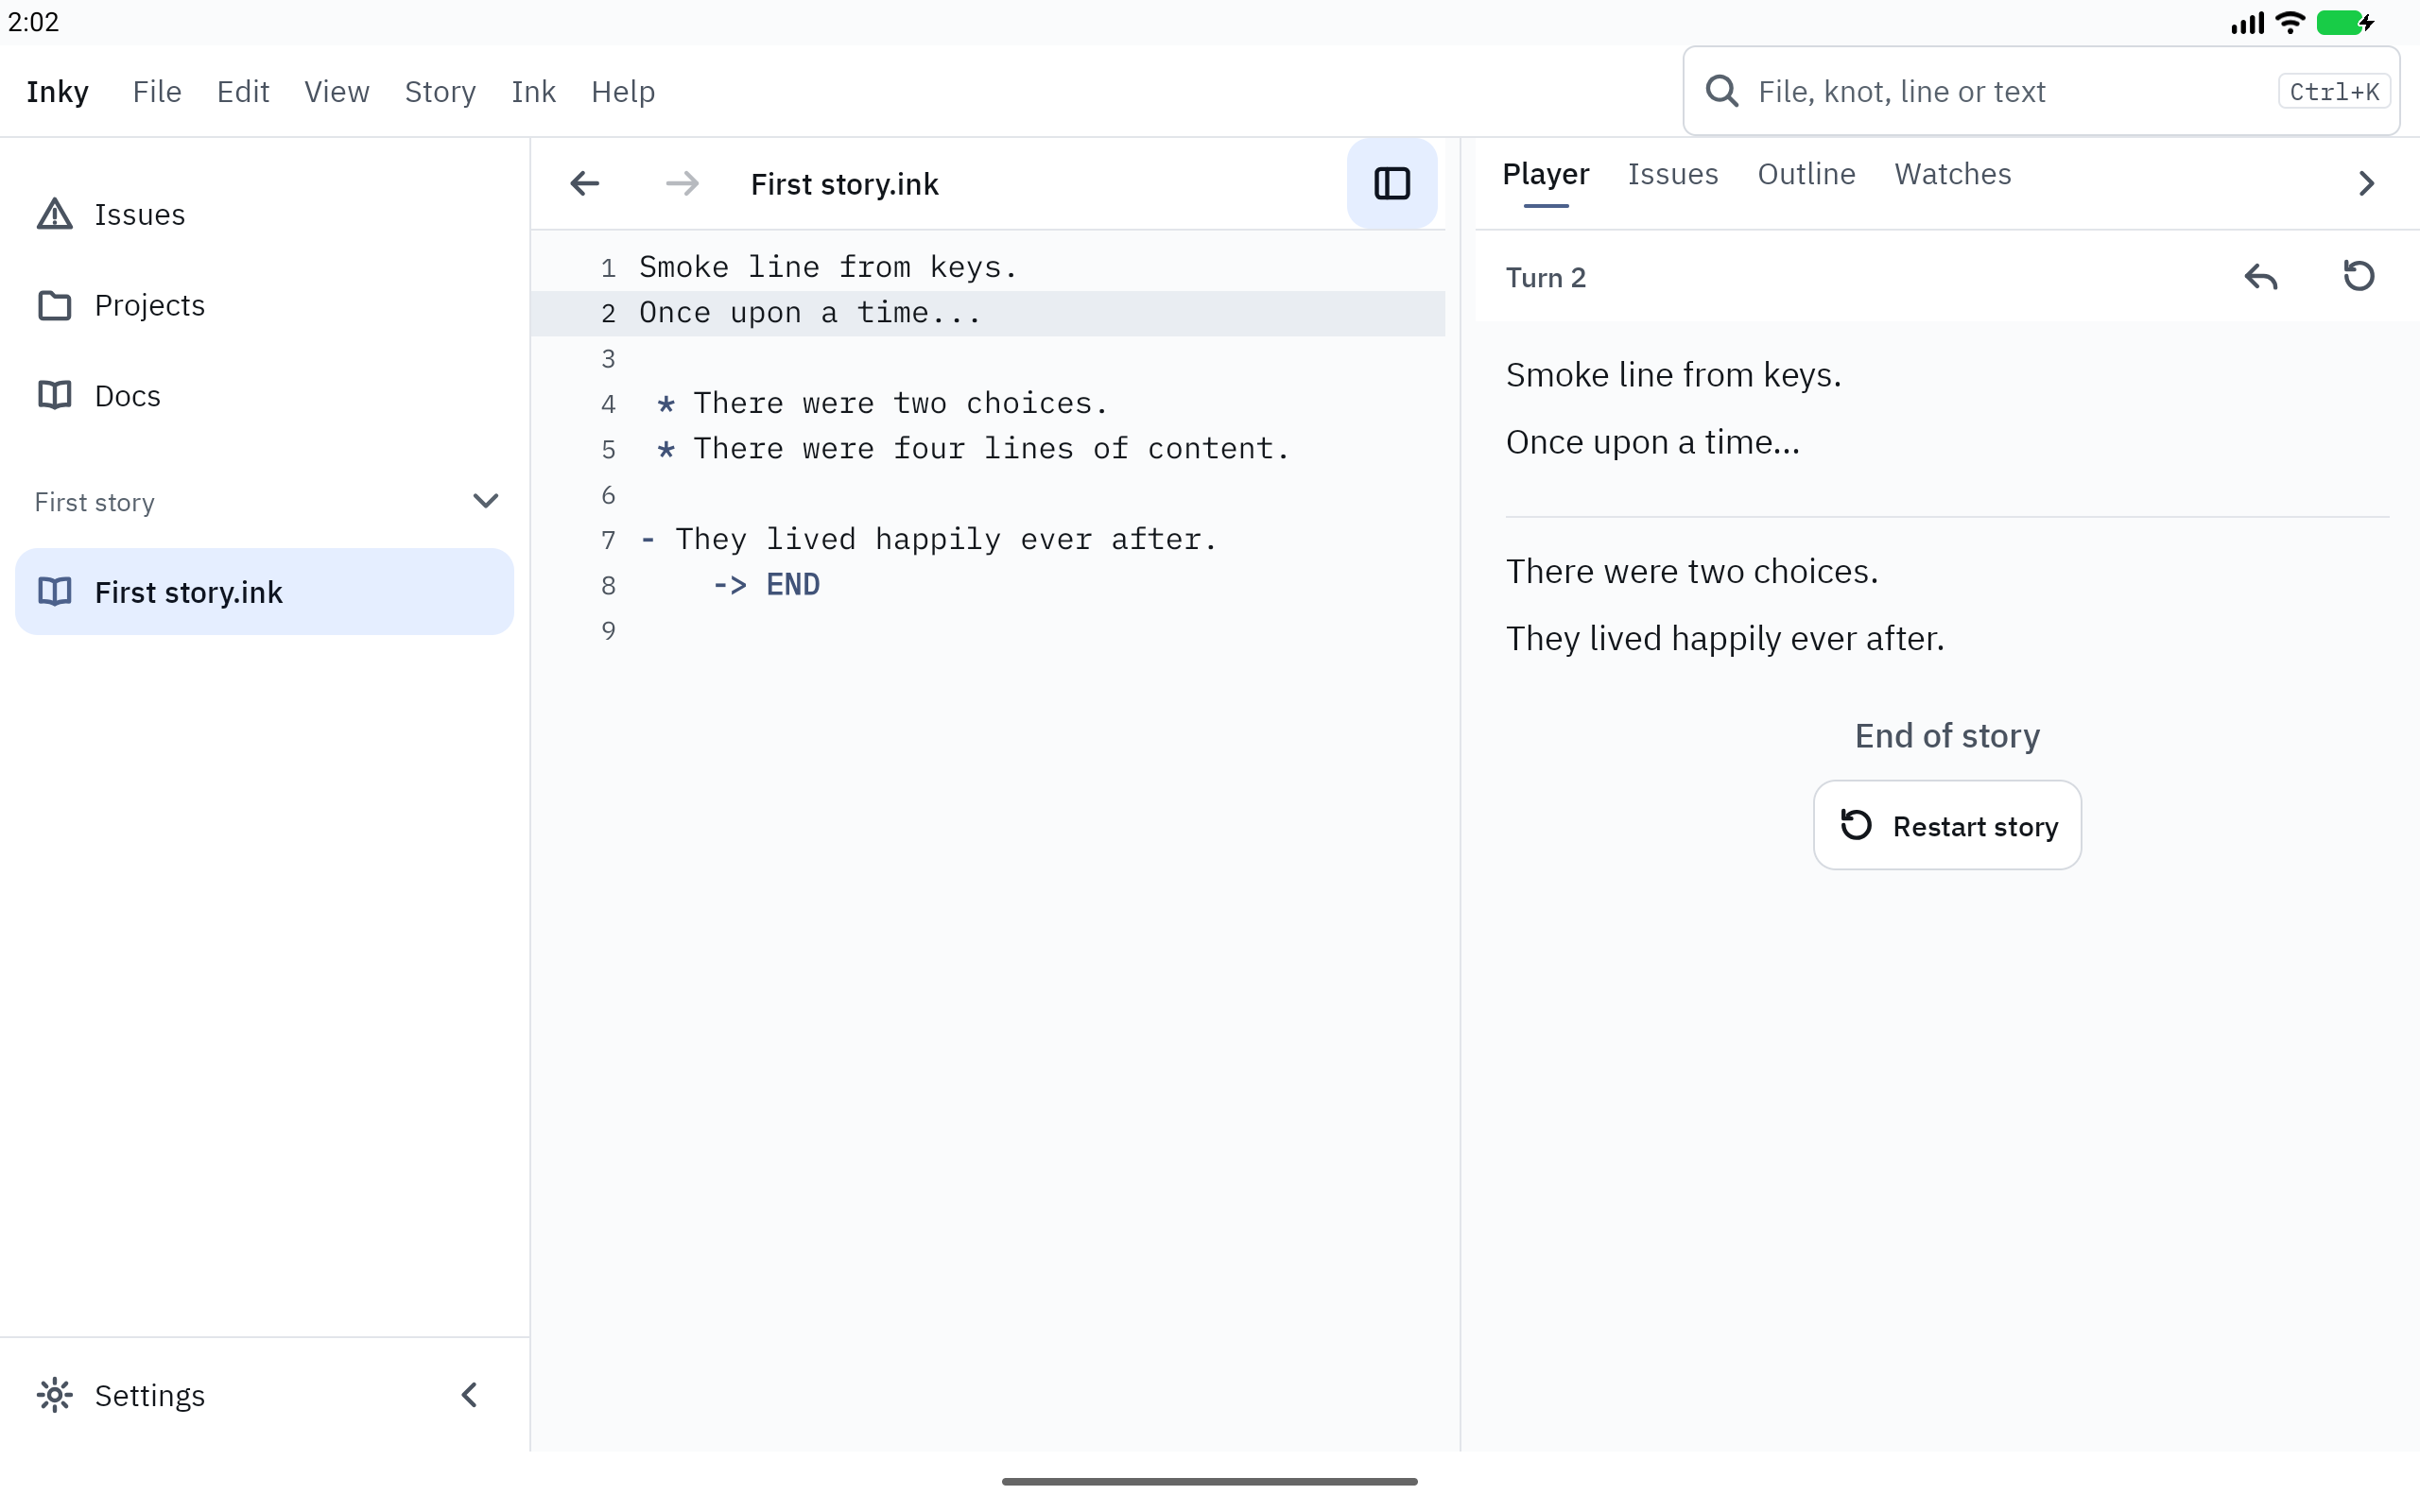 2:02
Inky File Edit View Story Ink Help
File, knot, line or text Ctrl+K
Issues
Projects
Docs
First story
First story.ink
Settings
First story.ink
1 Smoke line from keys.
2 Once upon a time...
3
4 * There were two choices.
5 * There were four lines of content.
6
7 - They lived happily ever after.
8 -> END
9
Player Issues Outline Watches
Turn 2
Smoke line from keys.
Once upon a time...
There were two choices.
They lived happily ever after.
End of story
Restart story